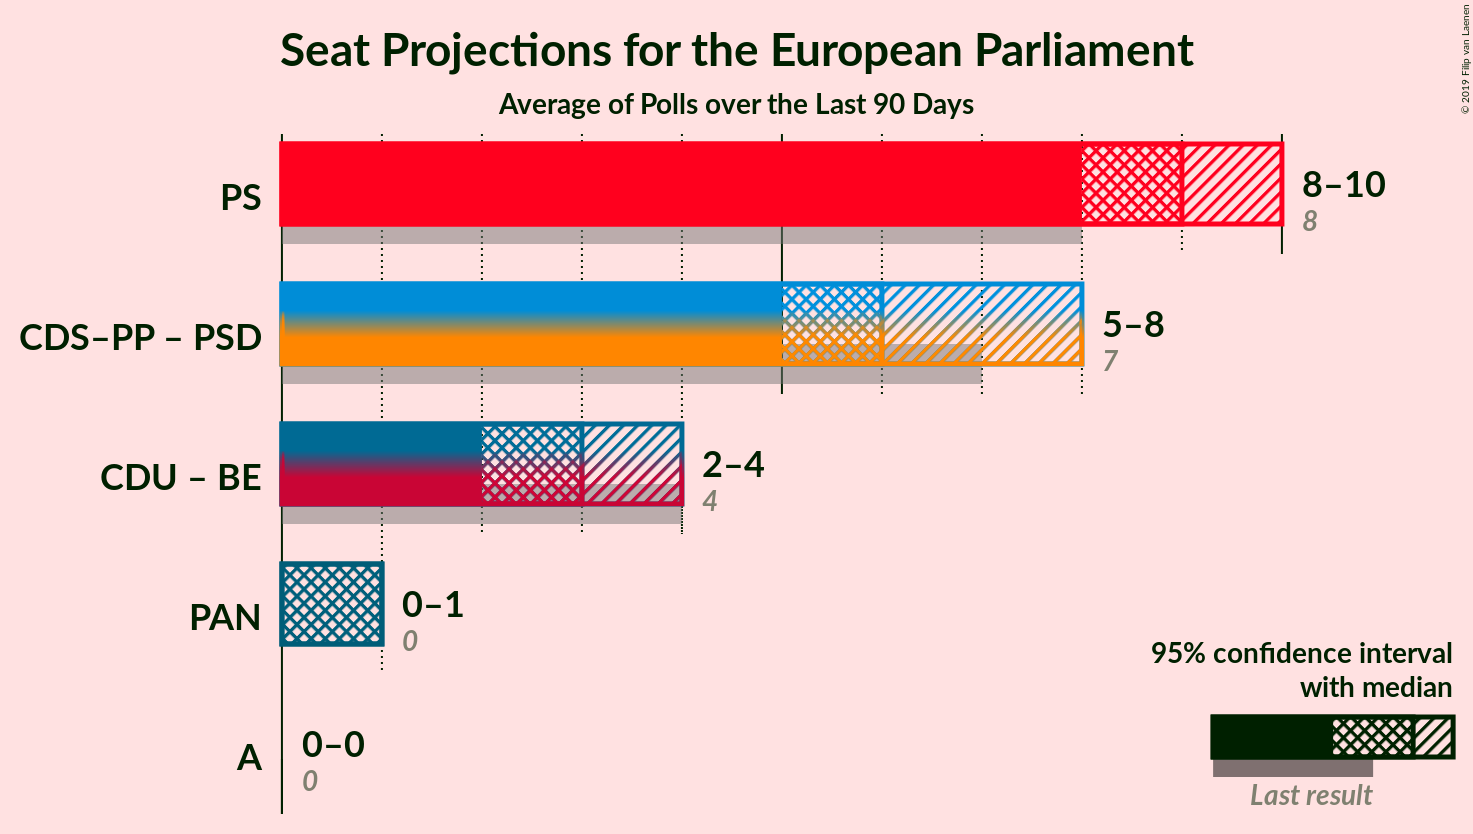 Seat Projections for the European Parliament
Average of Polls over the Last 90 Days
© 2019 Filip van Laenen
PS
8–10
8
CDS–PP – PSD
5–8
7
CDU – BE
2–4
4
PAN
0–1
0
A
0–0
0
95% confidence interval
with median
Last result